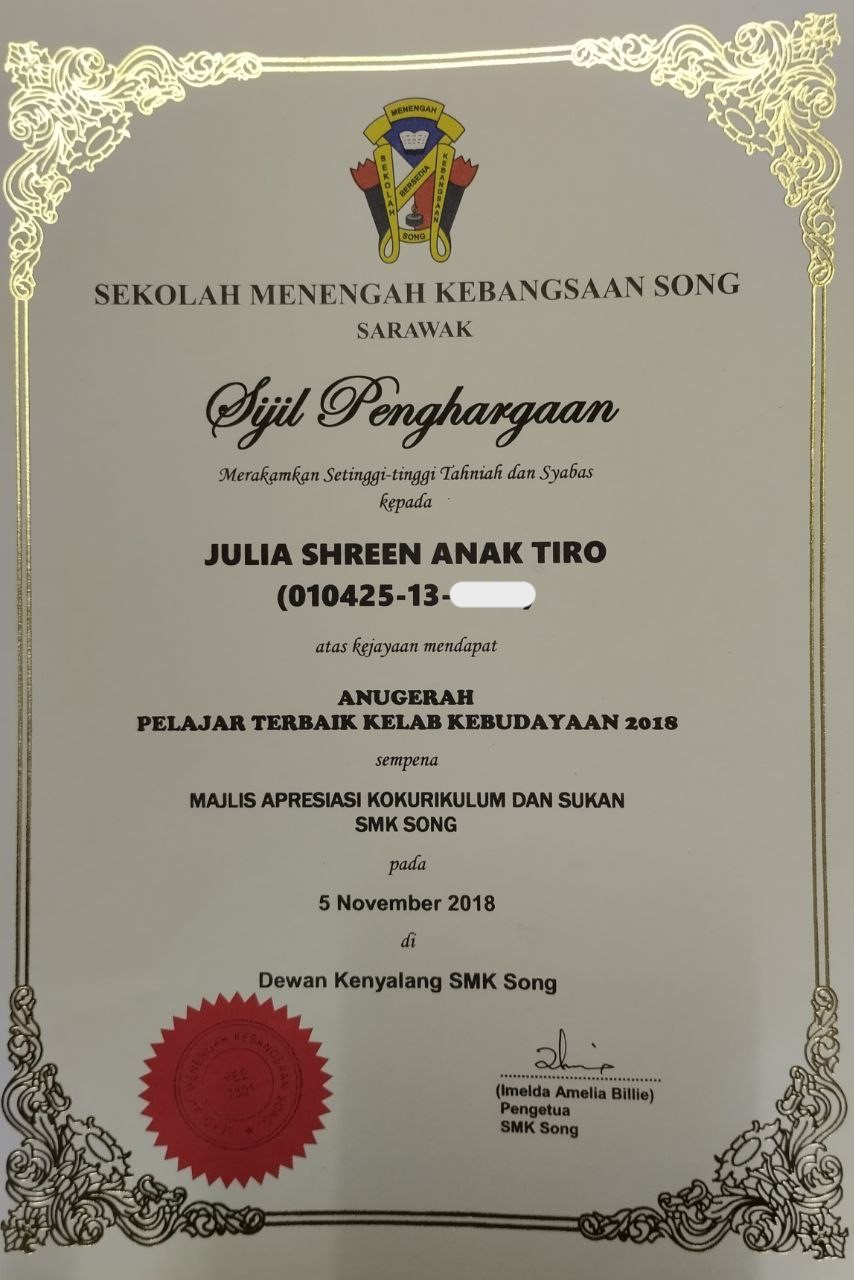 MENENGAH
SEKOLAH
BERSEDIA
KEBANGSAAN
SONG
SEKOLAH MENENGAH KEBANGSAAN SONG
SARAWAK
Sijil Penghargaan
Merakamkan Setinggi-tinggi Tahniah dan Syabas
kepada
JULIA SHREEN ANAK TIRO
(010425-13-
atas kejayaan mendapat
ANUGERAH
PELAJAR TERBAIK KELAB KEBUDAYAAN 2018
sempena
MAJLIS APRESIASI KOKURIKULUM DAN SUKAN
SMK SONG
pada
5 November 2018
di
Dewan Kenyalang SMK Song
SEKOLAH MENENGAH KEBANGSAAN SONG
YEE
7301
(Imelda Amelia Billie)
Pengetua
SMK Song